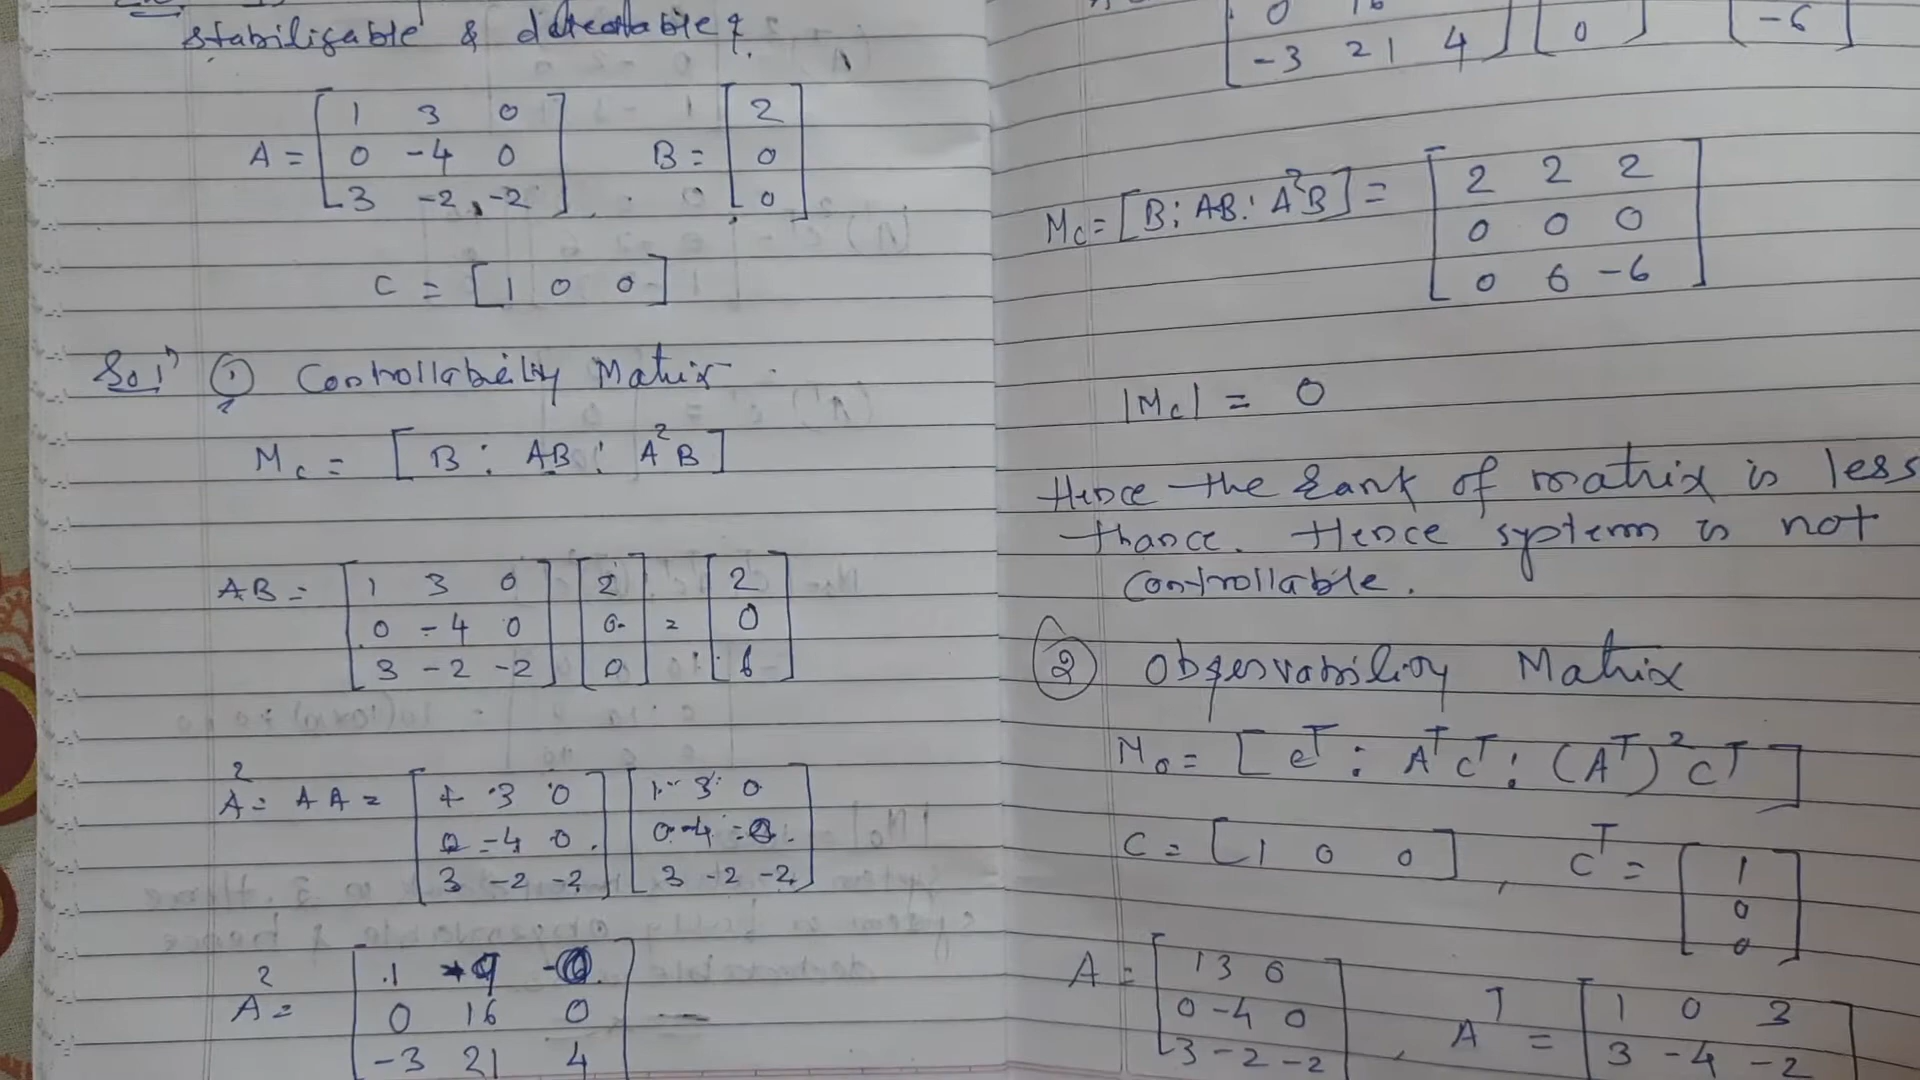 stabilisable & detectable ?
A = [ 1 3 0
0 -4 0
3 -2 -2 ]
B = [ 2
0
0 ]
C = [ 1 0 0 ]
Solⁿ ① Controllability Matrix
Mc = [ B : AB : A²B ]
AB = [ 1 3 0
0 -4 0
3 -2 -2 ] [ 2
0
0 ] = [ 2
0
6 ]
A² = A A = [ 1 3 0
0 -4 0
3 -2 -2 ] [ 1 3 0
0 -4 0
3 -2 -2 ]
A² = [ 1 -9 0
0 16 0
-3 21 4
0
-3 21 4 ] [ 0 ] [ -6 ]
Mc = [ B : AB : A²B ] = [ 2 2 2
0 0 0
0 6 -6 ]
|Mc| = 0
Hence the rank of matrix is less
thance. Hence system is not
controllable.
② Observability Matrix
Mo = [ Cᵀ : AᵀCᵀ : (Aᵀ)²Cᵀ ]
C = [ 1 0 0 ] , Cᵀ = [ 1
0
0 ]
A = [ 1 3 0
0 -4 0
3 -2 -2 ] , Aᵀ = [ 1 0 3
3 -4 -2